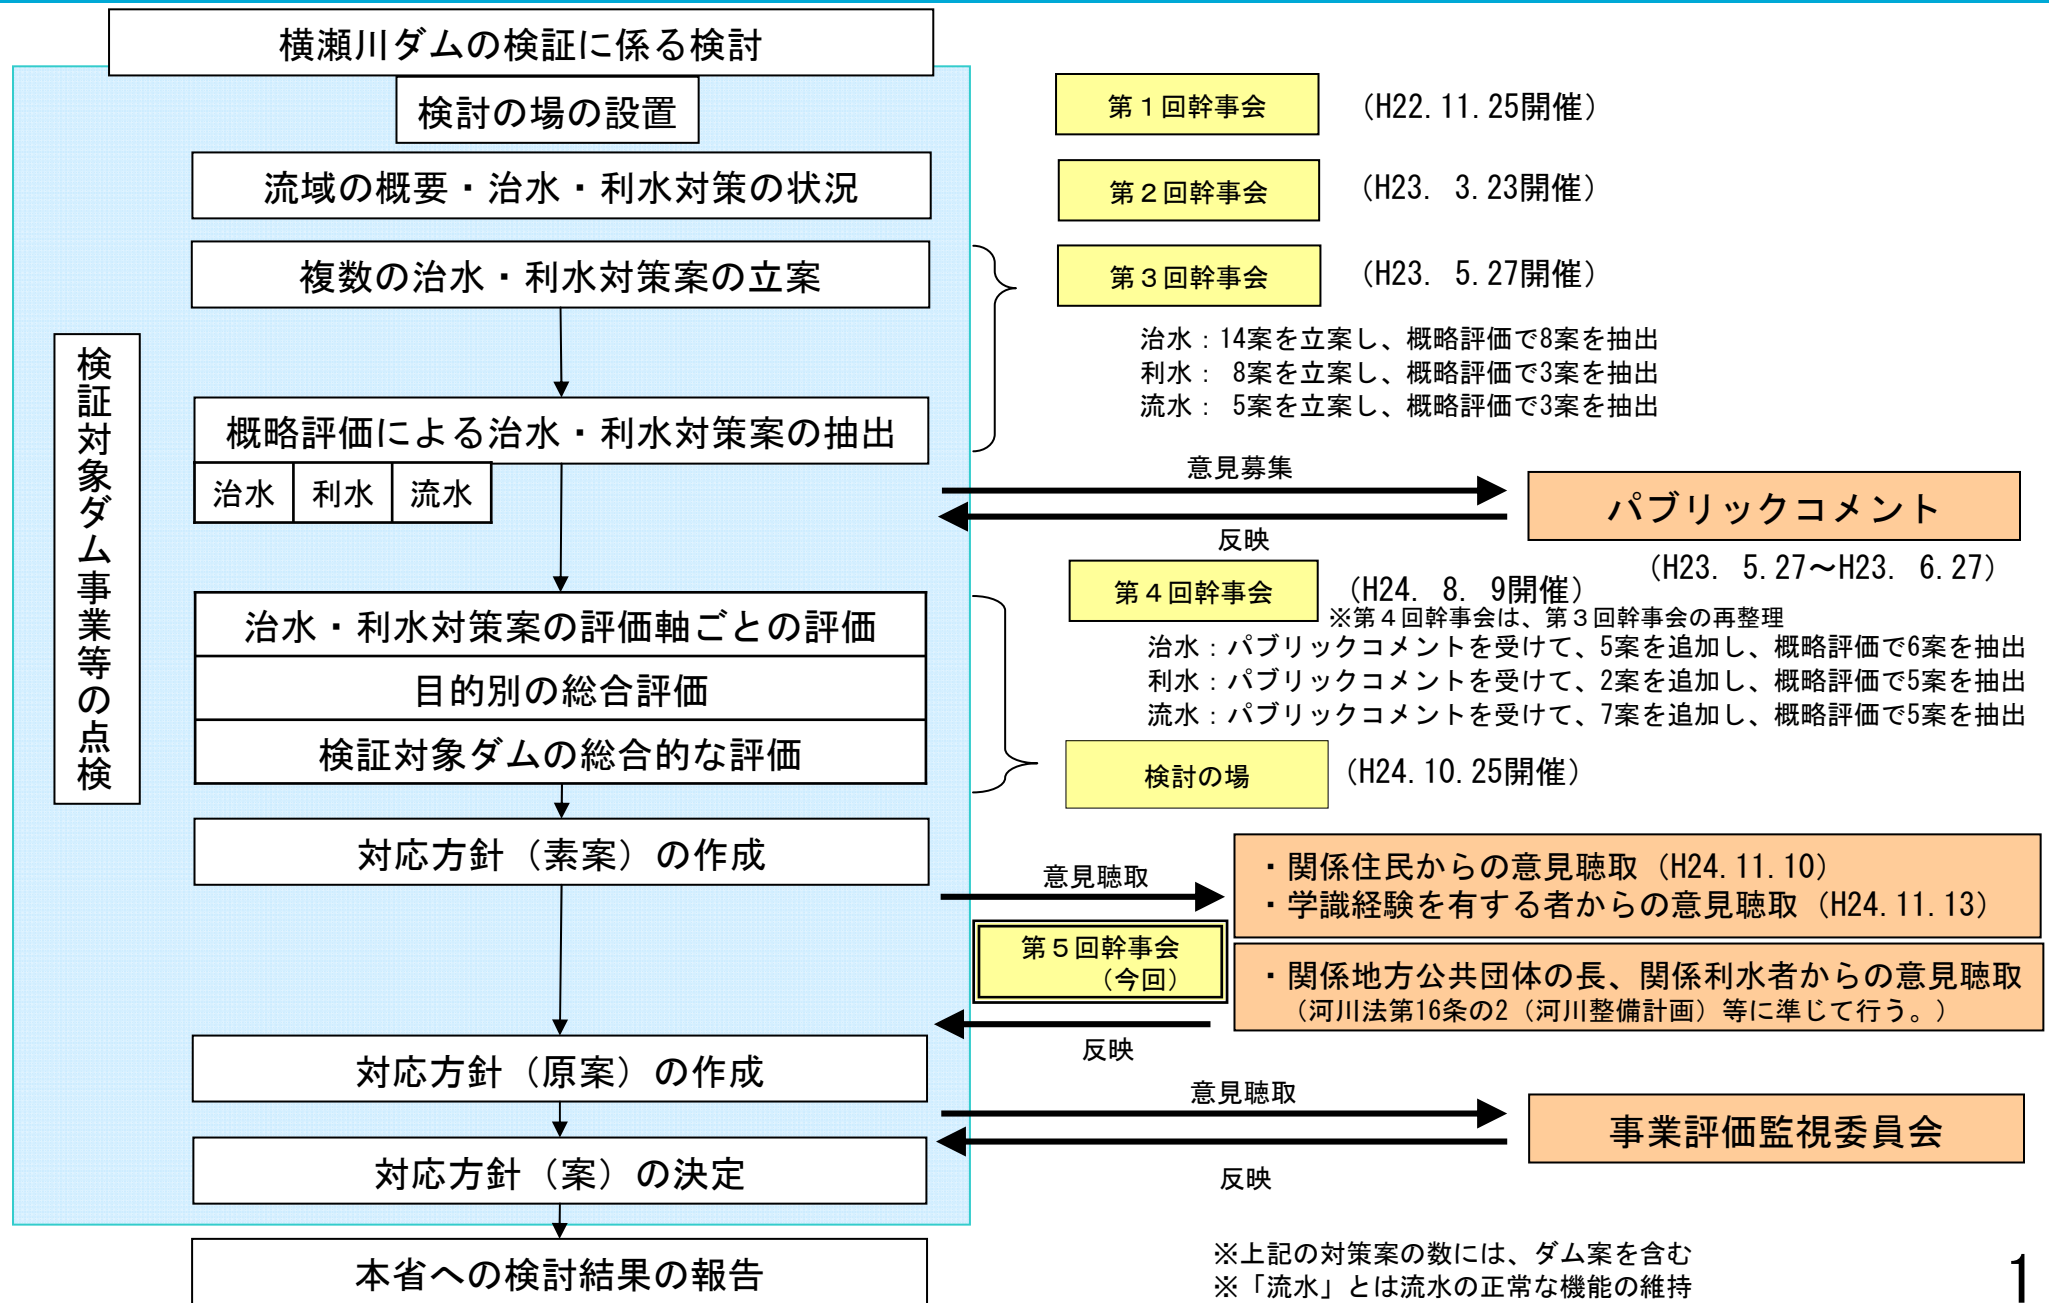 横瀬川ダムの検証に係る検討
検討の場の設置
流域の概要・治水・利水対策の状況
複数の治水・利水対策案の立案
概略評価による治水・利水対策案の抽出
治水 利水 流水
治水・利水対策案の評価軸ごとの評価
目的別の総合評価
検証対象ダムの総合的な評価
対応方針（素案）の作成
対応方針（原案）の作成
対応方針（案）の決定
本省への検討結果の報告
検証対象ダム事業等の点検
第１回幹事会 （H22.11.25開催）
第２回幹事会 （H23. 3.23開催）
第３回幹事会 （H23. 5.27開催）
治水：14案を立案し、概略評価で8案を抽出
利水： 8案を立案し、概略評価で3案を抽出
流水： 5案を立案し、概略評価で3案を抽出
意見募集
反映
パブリックコメント
（H23. 5.27～H23. 6.27）
第４回幹事会 （H24. 8. 9開催）
※第４回幹事会は、第３回幹事会の再整理
治水：パブリックコメントを受けて、5案を追加し、概略評価で6案を抽出
利水：パブリックコメントを受けて、2案を追加し、概略評価で5案を抽出
流水：パブリックコメントを受けて、7案を追加し、概略評価で5案を抽出
検討の場 （H24.10.25開催）
意見聴取
・関係住民からの意見聴取（H24.11.10）
・学識経験を有する者からの意見聴取（H24.11.13）
第５回幹事会
（今回）
・関係地方公共団体の長、関係利水者からの意見聴取
（河川法第16条の2（河川整備計画）等に準じて行う。）
反映
意見聴取
事業評価監視委員会
反映
※上記の対策案の数には、ダム案を含む
※「流水」とは流水の正常な機能の維持
1